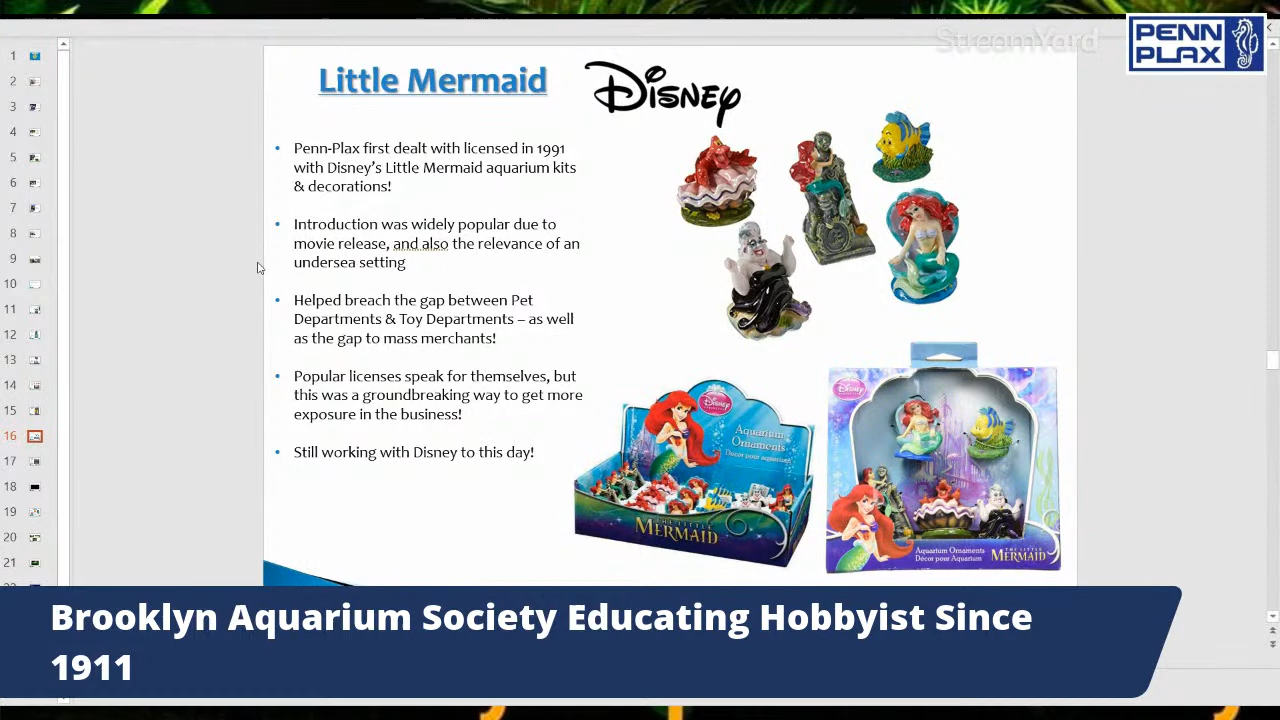 StreamYard
PENN
PLAX
1
2
3
4
5
6
7
8
9
10
11
12
13
14
15
16
17
18
19
20
21
Little Mermaid
Disney
• Penn-Plax first dealt with licensed in 1991
with Disney's Little Mermaid aquarium kits
& decorations!
• Introduction was widely popular due to
movie release, and also the relevance of an
undersea setting
• Helped breach the gap between Pet
Departments & Toy Departments – as well
as the gap to mass merchants!
• Popular licenses speak for themselves, but
this was a groundbreaking way to get more
exposure in the business!
• Still working with Disney to this day!
Disney
Aquarium
Ornaments
Décor pour aquarium
THE LITTLE
MERMAID
Disney
Aquarium Ornaments
Décor pour Aquarium
THE LITTLE
MERMAID
Brooklyn Aquarium Society Educating Hobbyist Since
1911